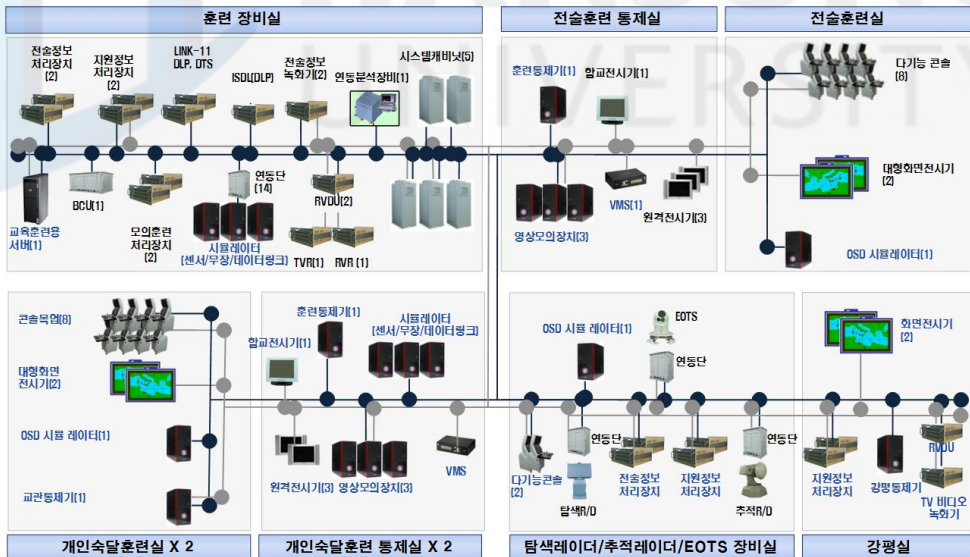 훈련 장비실
전술훈련 통제실
전술훈련실
전술정보
처리장치
(2)
지원정보
처리장치
(2)
LINK-11
DLP, DTS
ISDL(DLP)
전술정보
녹화기(2)
연동분석장비(1)
시스템캐비닛(5)
교육훈련용
서버(1)
BCU(1)
모의훈련
처리장치
(2)
연동단
(14)
시뮬레이터
(센서/무장/데이터링크)
RVDU(2)
TVR(1)
RVR (1)
훈련통제기(1)
함교전시기(1)
영상모의장치(3)
VMS(1)
원격전시기(3)
다기능 콘솔
(8)
대형화면전시기
(2)
OSD 시뮬레이터(1)
콘솔목업(8)
대형화면
전시기(2)
OSD 시뮬 레이터(1)
교관통제기(1)
개인숙달훈련실 X 2
함교전시기(1)
훈련통제기(1)
시뮬레이터
(센서/무장/데이터링크)
원격전시기(3)
영상모의장치(3)
VMS
개인숙달훈련 통제실 X 2
OSD 시뮬 레이터(1)
EOTS
연동단
다기능콘솔
(2)
연동단
탐색R/D
전술정보
처리장치
지원정보
처리장치
연동단
추적R/D
탐색레이더/추적레이더/EOTS 장비실
화면전시기
(2)
지원정보
처리장치
강평통제기
RVDU
TV 비디오
녹화기
강평실
UNIVERSITY